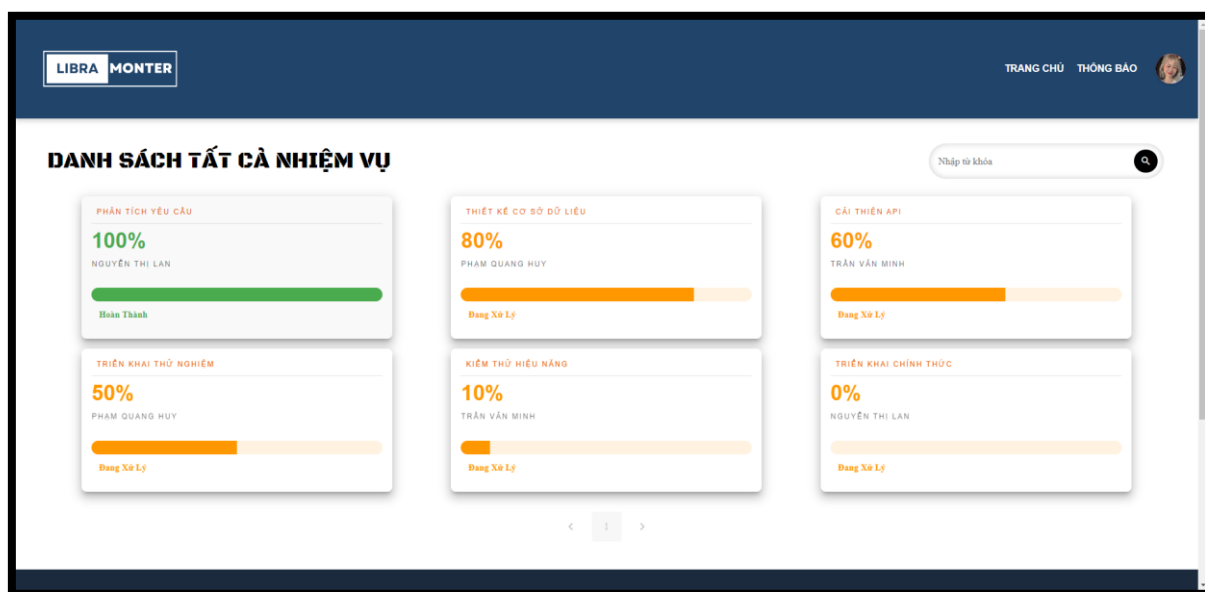 LIBRA MONTER
TRANG CHỦ THÔNG BÁO
DANH SÁCH TẤT CẢ NHIỆM VỤ
Nhập từ khóa
PHÂN TÍCH YÊU CẦU
100%
NGUYỄN THỊ LAN
Hoàn Thành
THIẾT KẾ CƠ SỞ DỮ LIỆU
80%
PHẠM QUANG HUY
Đang Xử Lý
CẢI THIỆN API
60%
TRẦN VĂN MINH
Đang Xử Lý
TRIỂN KHAI THỬ NGHIỆM
50%
PHẠM QUANG HUY
Đang Xử Lý
KIỂM THỬ HIỆU NĂNG
10%
TRẦN VĂN MINH
Đang Xử Lý
TRIỂN KHAI CHÍNH THỨC
0%
NGUYỄN THỊ LAN
Đang Xử Lý
1